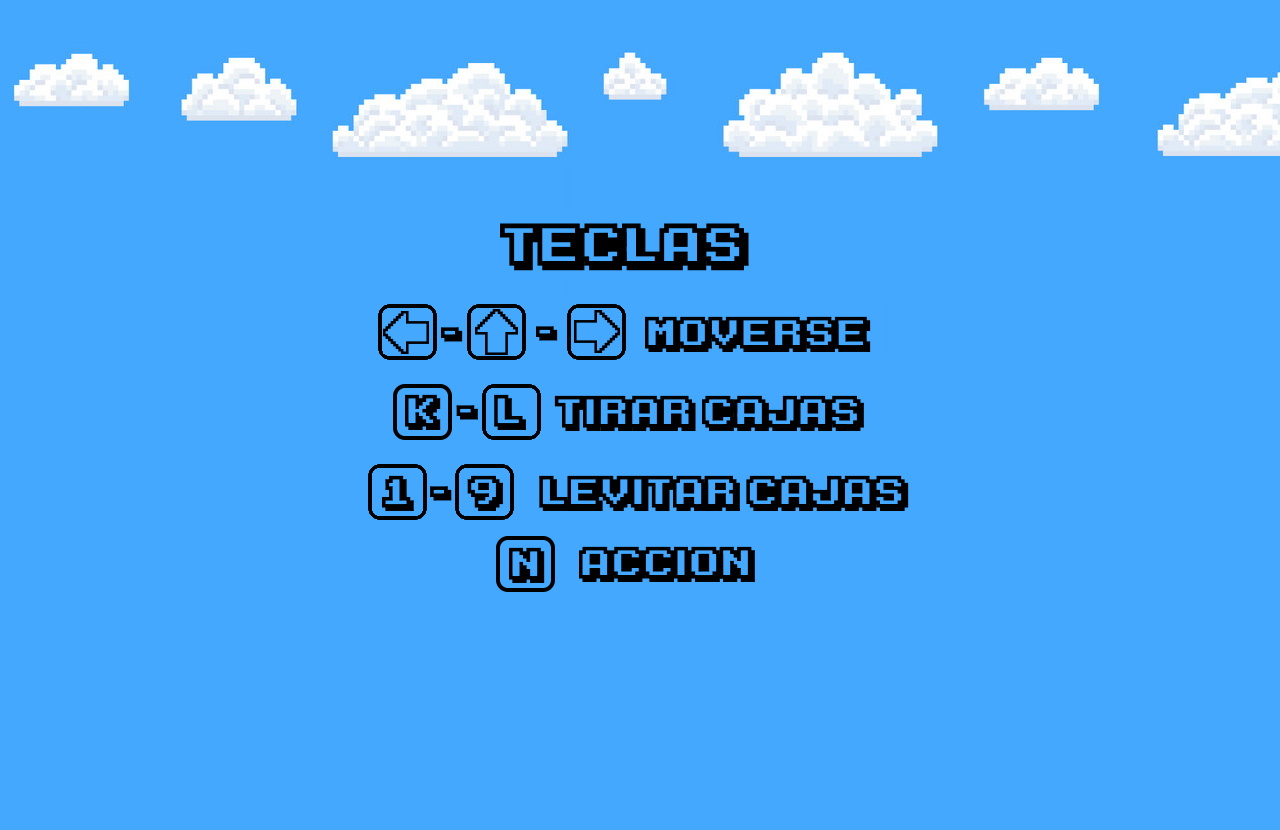 TECLAS
- - MOVERSE
K - L TIRAR CAJAS
1 - 9 LEVITAR CAJAS
N ACCION